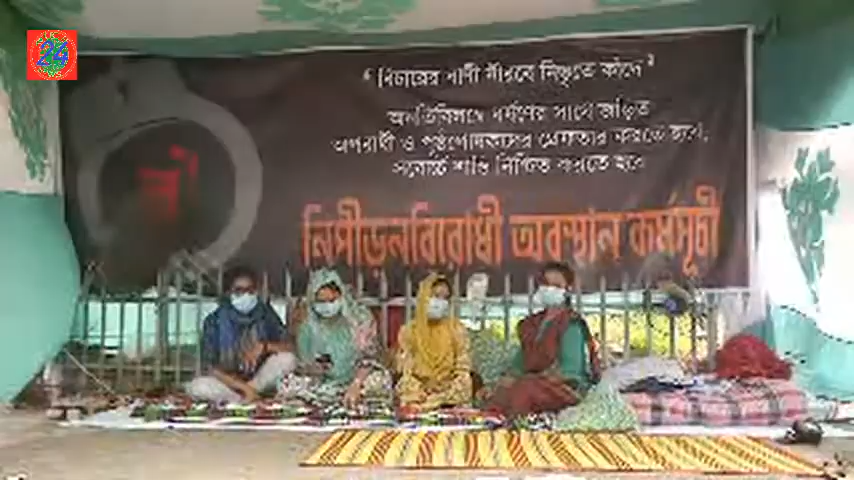 24
"বিচারের বাণী নীরবে নিভৃতে কাঁদে"
অনতিবিলম্বে ধর্ষণের সাথে জড়িত
অপরাধী ও পৃষ্ঠপোষকদের গ্রেফতার করতে হবে,
সর্বোচ্চ শাস্তি নিশ্চিত করতে হবে
নিপীড়নবিরোধী অবস্থান কর্মসূচী